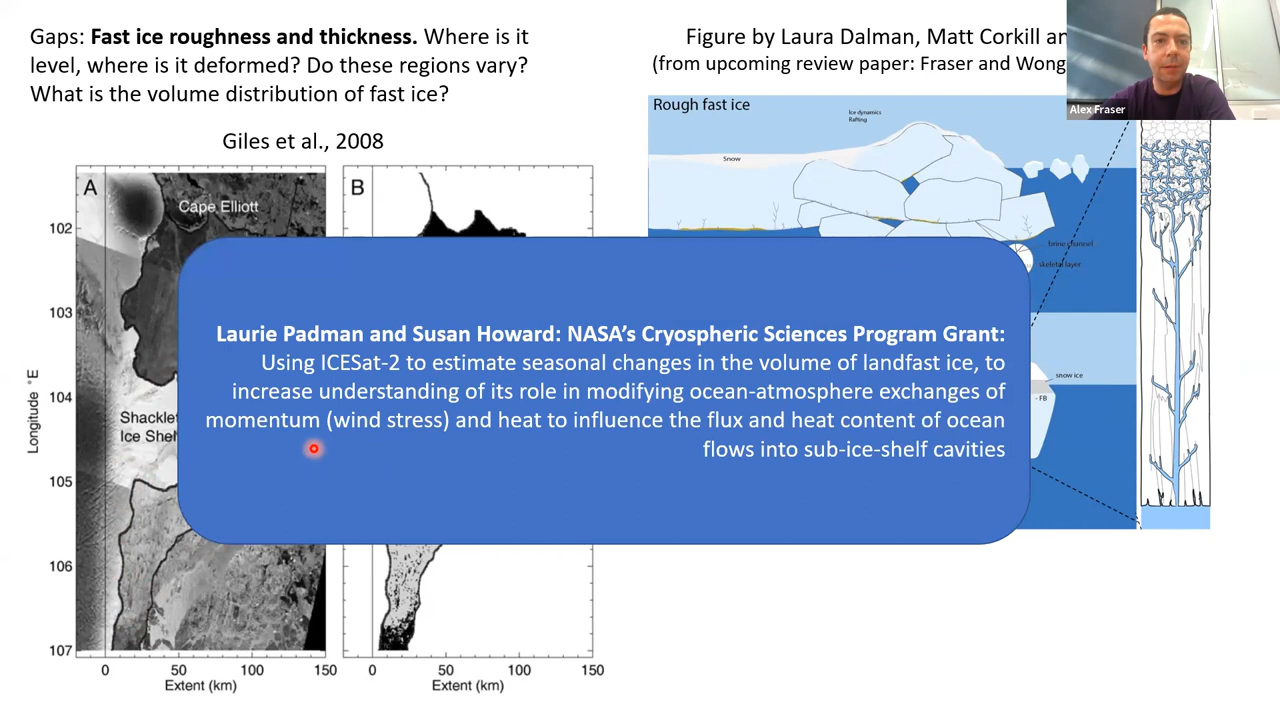 Gaps: Fast ice roughness and thickness. Where is it
level, where is it deformed? Do these regions vary?
What is the volume distribution of fast ice?
Figure by Laura Dalman, Matt Corkill an
(from upcoming review paper: Fraser and Wong
Alex Fraser
Giles et al., 2008
Rough fast ice
Ice dynamics
Rafting
Snow
A
Cape Elliott
B
102
103
104
105
106
107
Longitude °E
Shacklet
Ice Shel
brine channel
skeletal layer
snow ice
- FB
Laurie Padman and Susan Howard: NASA’s Cryospheric Sciences Program Grant:
Using ICESat-2 to estimate seasonal changes in the volume of landfast ice, to
increase understanding of its role in modifying ocean-atmosphere exchanges of
momentum (wind stress) and heat to influence the flux and heat content of ocean
flows into sub-ice-shelf cavities
0 50 100 150
Extent (km)
0 50 100 150
Extent (km)